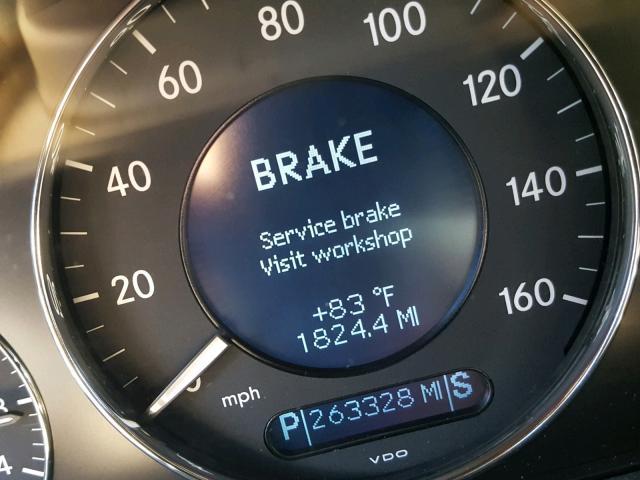 80
100
60
120
BRAKE
40
140
Service brake
Visit workshop
20
160
+83 °F
1824.4 MI
mph
P 263328 MI S
VDO